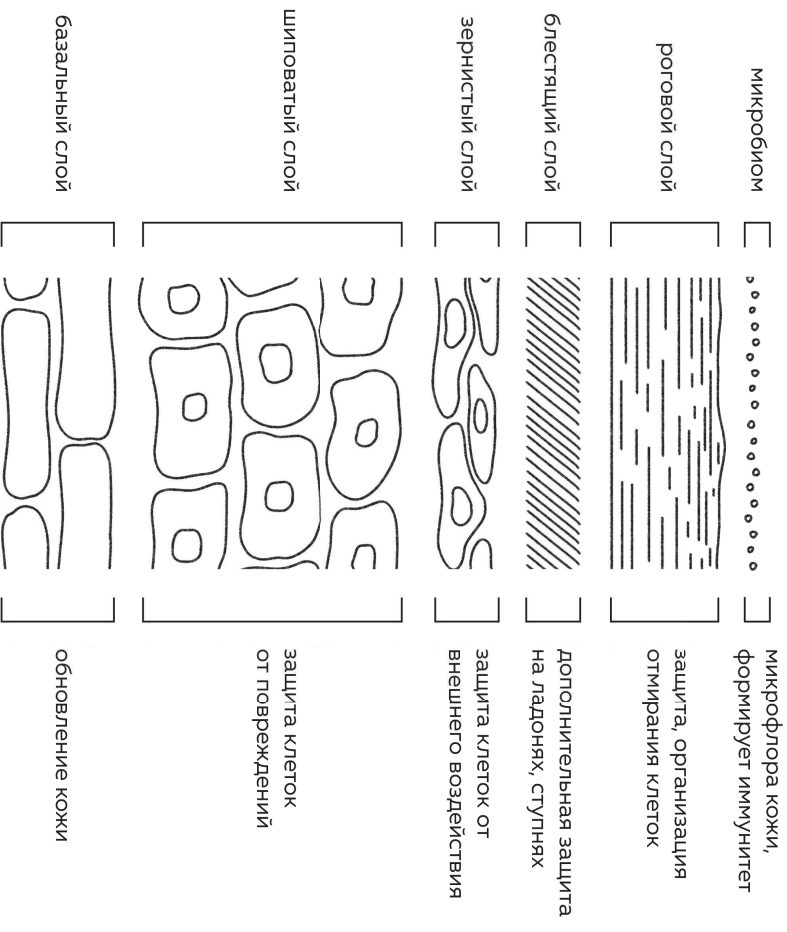 микробиом
микрофлора кожи,
формирует иммунитет
роговой слой
защита, организация
отмирания клеток
блестящий слой
дополнительная защита
на ладонях, ступнях
зернистый слой
защита клеток от
внешнего воздействия
шиповатый слой
защита клеток
от повреждений
базальный слой
обновление кожи